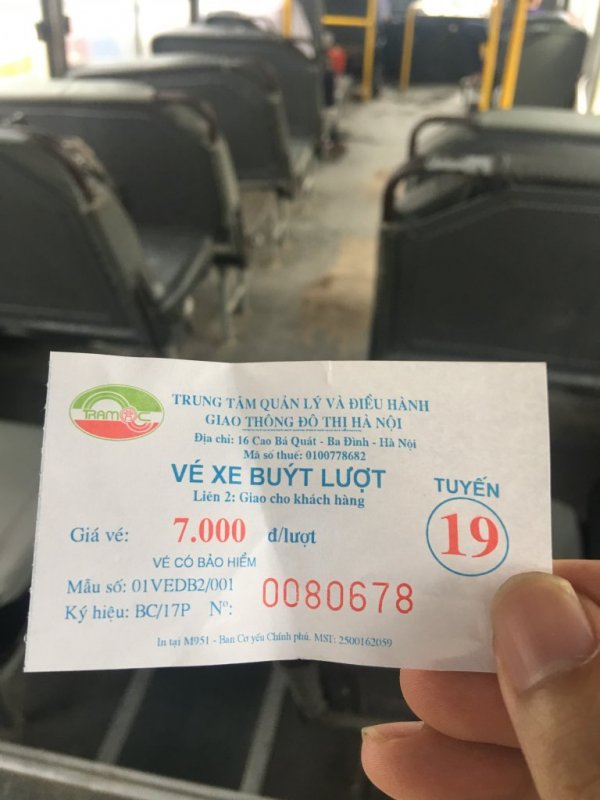 TRAMOC
TRUNG TÂM QUẢN LÝ VÀ ĐIỀU HÀNH
GIAO THÔNG ĐÔ THỊ HÀ NỘI
Địa chỉ: 16 Cao Bá Quát - Ba Đình - Hà Nội
Mã số thuế: 0100778682
VÉ XE BUÝT LƯỢT
Liên 2: Giao cho khách hàng
TUYẾN
19
Giá vé: 7.000 đ/lượt
VÉ CÓ BẢO HIỂM
Mẫu số: 01VEDB2/001
Ký hiệu: BC/17P Nº: 0080678
In tại M951 - Ban Cơ yếu Chính phủ. MST: 2500162059